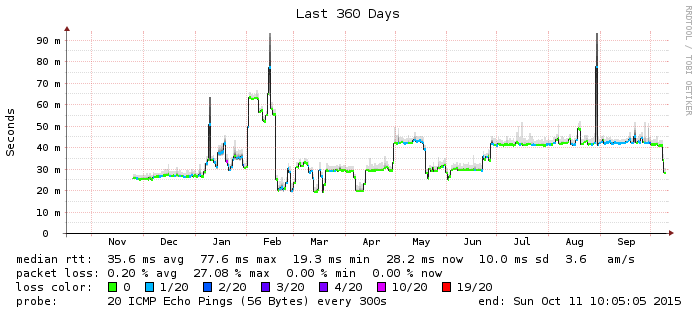 Last 360 Days
RRDTOOL / TOBI OETIKER
Seconds
90 m
80 m
70 m
60 m
50 m
40 m
30 m
20 m
10 m
0
Nov Dec Jan Feb Mar Apr May Jun Jul Aug Sep
median rtt: 35.6 ms avg 77.6 ms max 19.3 ms min 28.2 ms now 10.0 ms sd 3.6 am/s
packet loss: 0.20 % avg 27.08 % max 0.00 % min 0.00 % now
loss color: 0 1/20 2/20 3/20 4/20 10/20 19/20
probe: 20 ICMP Echo Pings (56 Bytes) every 300s end: Sun Oct 11 10:05:05 2015